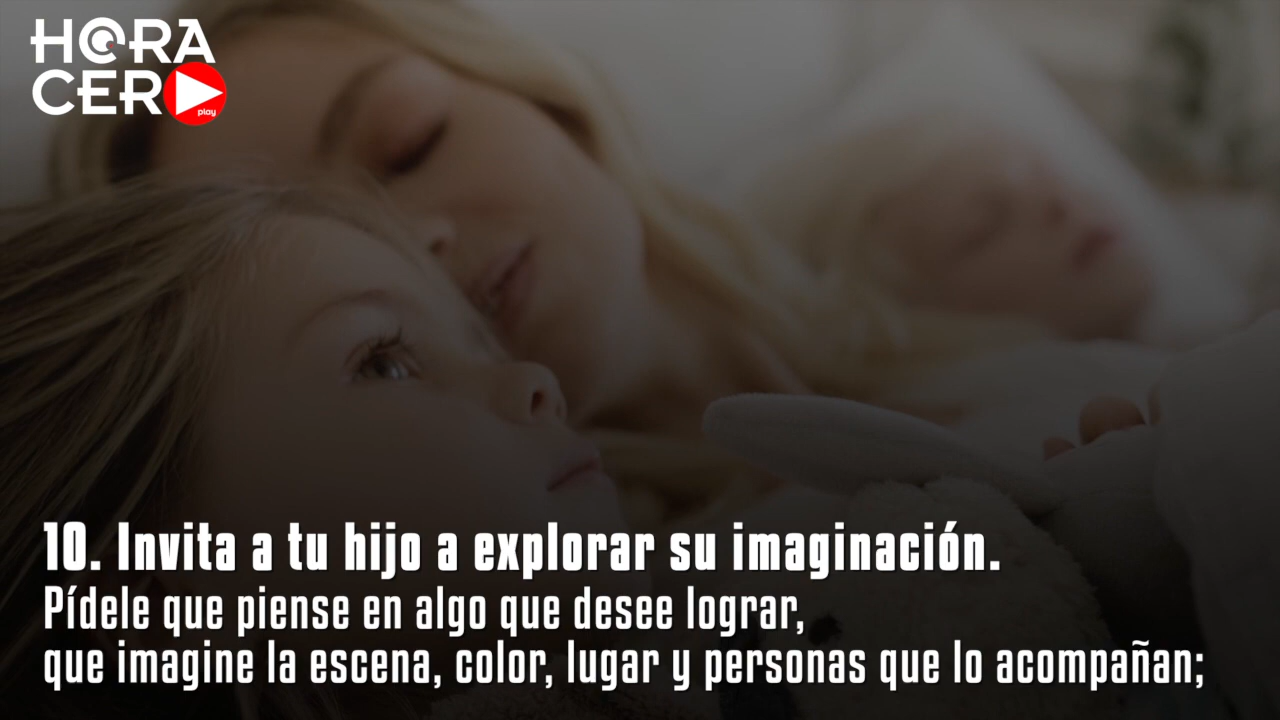 HORA
CERO
play
10. Invita a tu hijo a explorar su imaginación.
Pídele que piense en algo que desee lograr,
que imagine la escena, color, lugar y personas que lo acompañan;